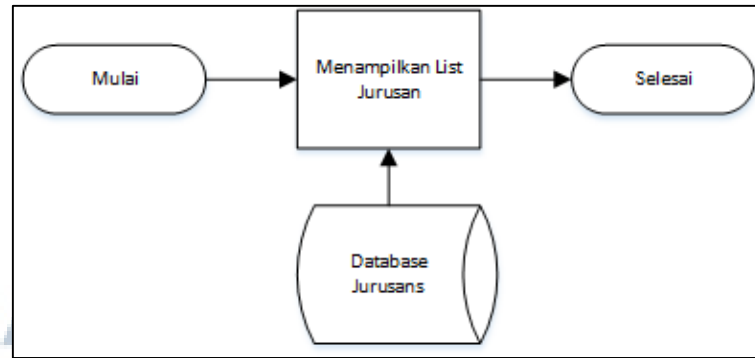 Mulai
Menampilkan List
Jurusan
Selesai
Database
Jurusans